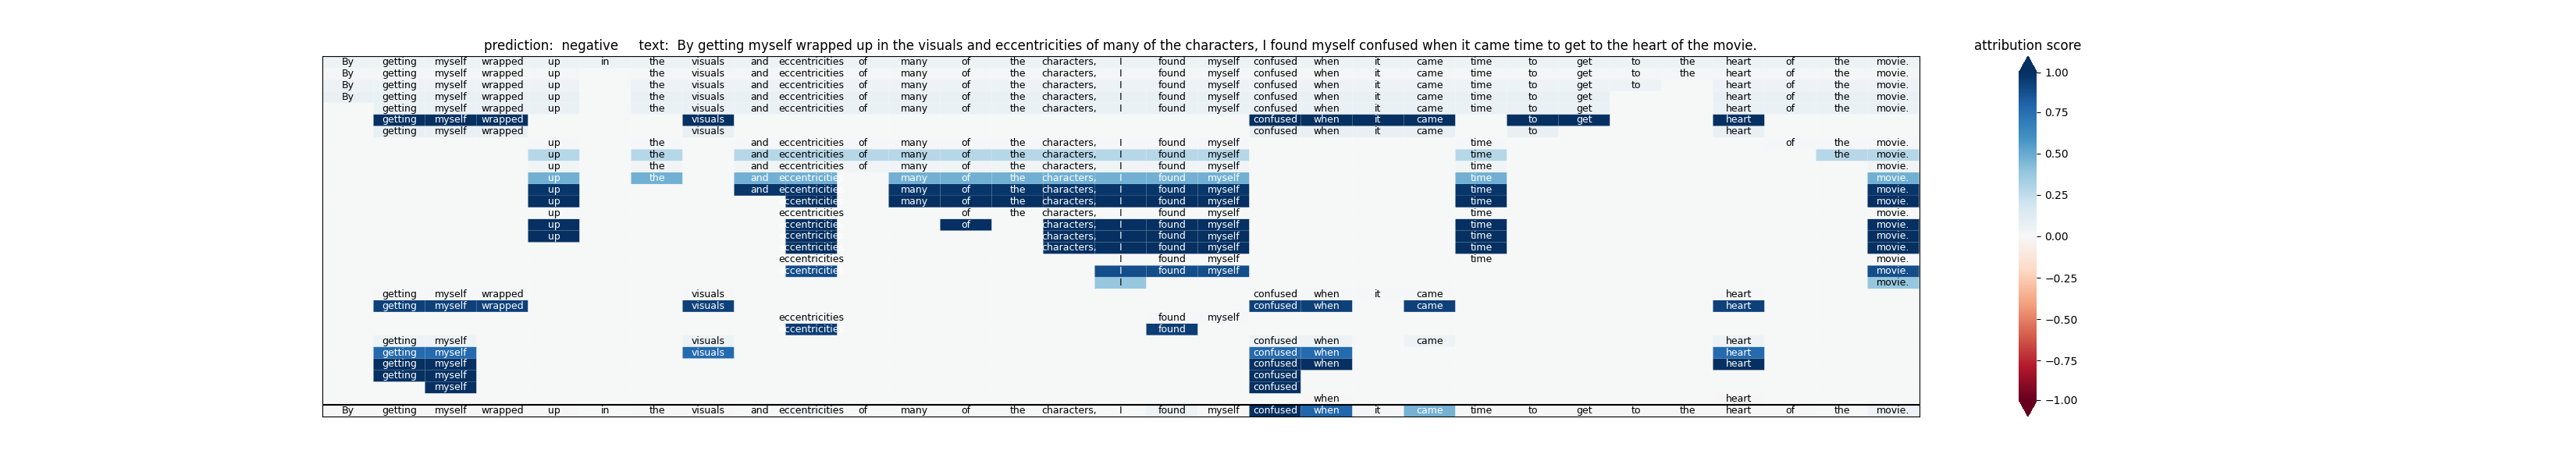 prediction: negative text: By getting myself wrapped up in the visuals and eccentricities of many of the characters, I found myself confused when it came time to get to the heart of the movie. attribution score
By getting myself wrapped up in the visuals and eccentricities of many of the characters, I found myself confused when it came time to get to the heart of the movie.
By getting myself wrapped up the visuals and eccentricities of many of the characters, I found myself confused when it came time to get to the heart of the movie.
By getting myself wrapped up the visuals and eccentricities of many of the characters, I found myself confused when it came time to get to heart of the movie.
By getting myself wrapped up the visuals and eccentricities of many of the characters, I found myself confused when it came time to get heart of the movie.
getting myself wrapped up the visuals and eccentricities of many of the characters, I found myself confused when it came time to get heart of the movie.
getting myself wrapped visuals confused when it came to get heart
getting myself wrapped visuals confused when it came to heart
up the and eccentricities of many of the characters, I found myself time of the movie.
up the and eccentricities of many of the characters, I found myself time the movie.
up the and eccentricities of many of the characters, I found myself time movie.
up the and eccentricitie many of the characters, I found myself time movie.
up and eccentricitie many of the characters, I found myself time movie.
up ccentricitie many of the characters, I found myself time movie.
up eccentricities of the characters, I found myself time movie.
up ccentricitie of characters, I found myself time movie.
up ccentricitie characters, I found myself time movie.
ccentricitie characters, I found myself time movie.
eccentricities I found myself time movie.
ccentricitie I found myself movie.
I movie.
getting myself wrapped visuals confused when it came heart
getting myself wrapped visuals confused when came heart
eccentricities found myself
ccentricitie found
getting myself visuals confused when came heart
getting myself visuals confused when heart
getting myself confused when heart
getting myself confused
myself confused
when heart
By getting myself wrapped up in the visuals and eccentricities of many of the characters, I found myself confused when it came time to get to the heart of the movie.
1.00
0.75
0.50
0.25
0.00
−0.25
−0.50
−0.75
−1.00